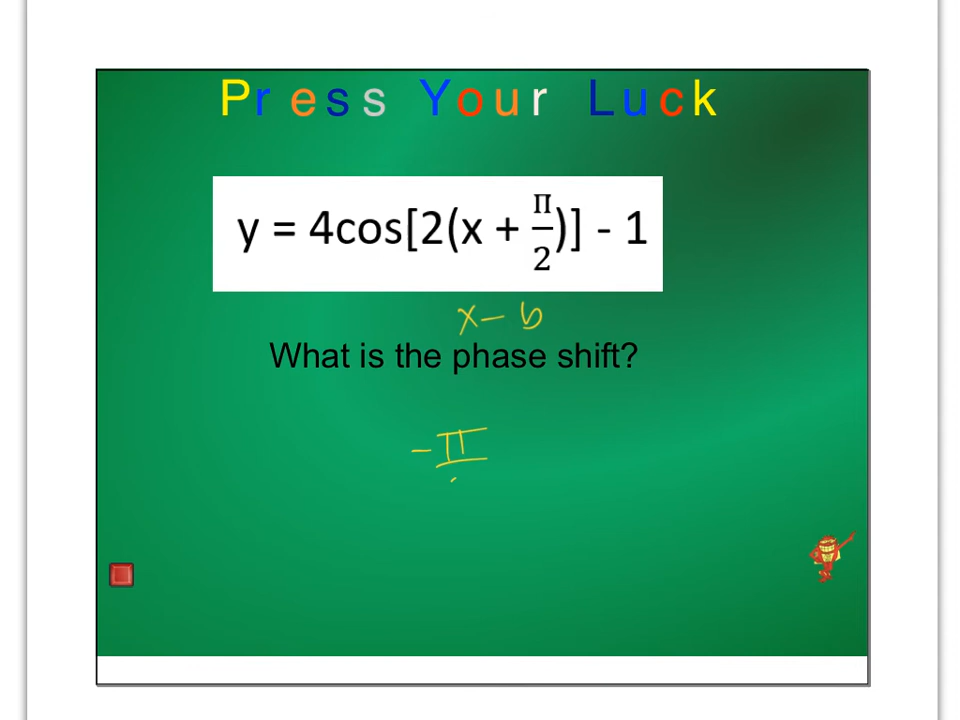 Press Your Luck
y = 4cos[2(x + π/2)] - 1
x - b
What is the phase shift?
-π